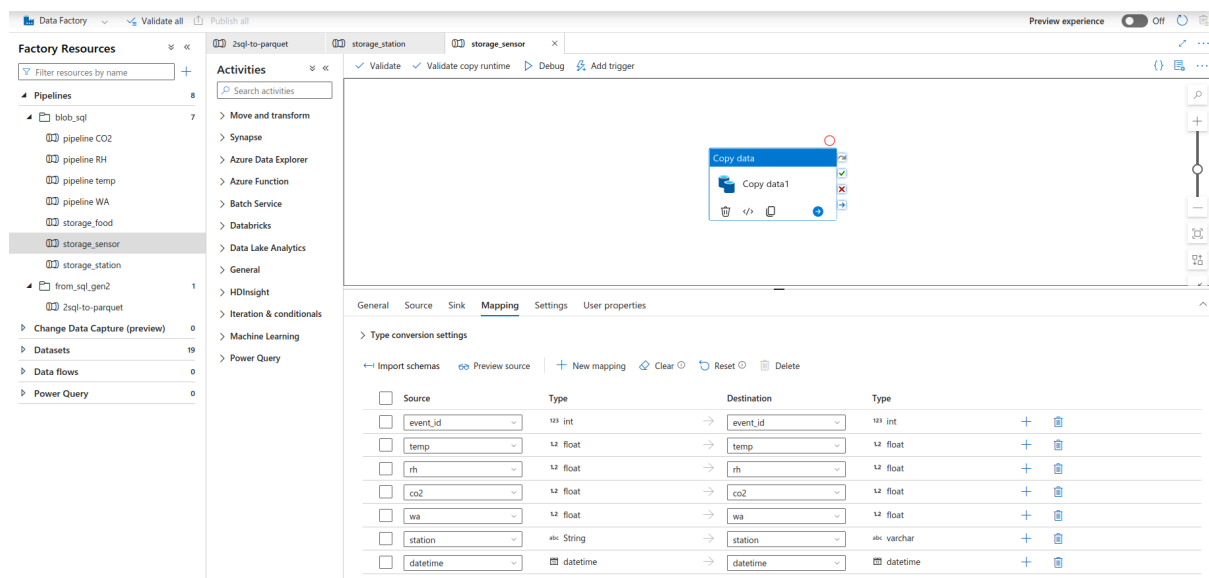 Data Factory Validate all Publish all Preview experience Off
Factory Resources
Filter resources by name
Pipelines 8
blob_sql 7
pipeline CO2
pipeline RH
pipeline temp
pipeline WA
storage_food
storage_sensor
storage_station
from_sql_gen2 1
2sql-to-parquet
Change Data Capture (preview) 0
Datasets 19
Data flows 0
Power Query 0
2sql-to-parquet storage_station storage_sensor
Activities
Search activities
Move and transform
Synapse
Azure Data Explorer
Azure Function
Batch Service
Databricks
Data Lake Analytics
General
HDInsight
Iteration & conditionals
Machine Learning
Power Query
Validate Validate copy runtime Debug Add trigger
Copy data
Copy data1
General Source Sink Mapping Settings User properties
Type conversion settings
Import schemas Preview source New mapping Clear Reset Delete
Source Type Destination Type
event_id 123 int event_id 123 int
temp 1.2 float temp 1.2 float
rh 1.2 float rh 1.2 float
co2 1.2 float co2 1.2 float
wa 1.2 float wa 1.2 float
station abc String station abc varchar
datetime datetime datetime datetime